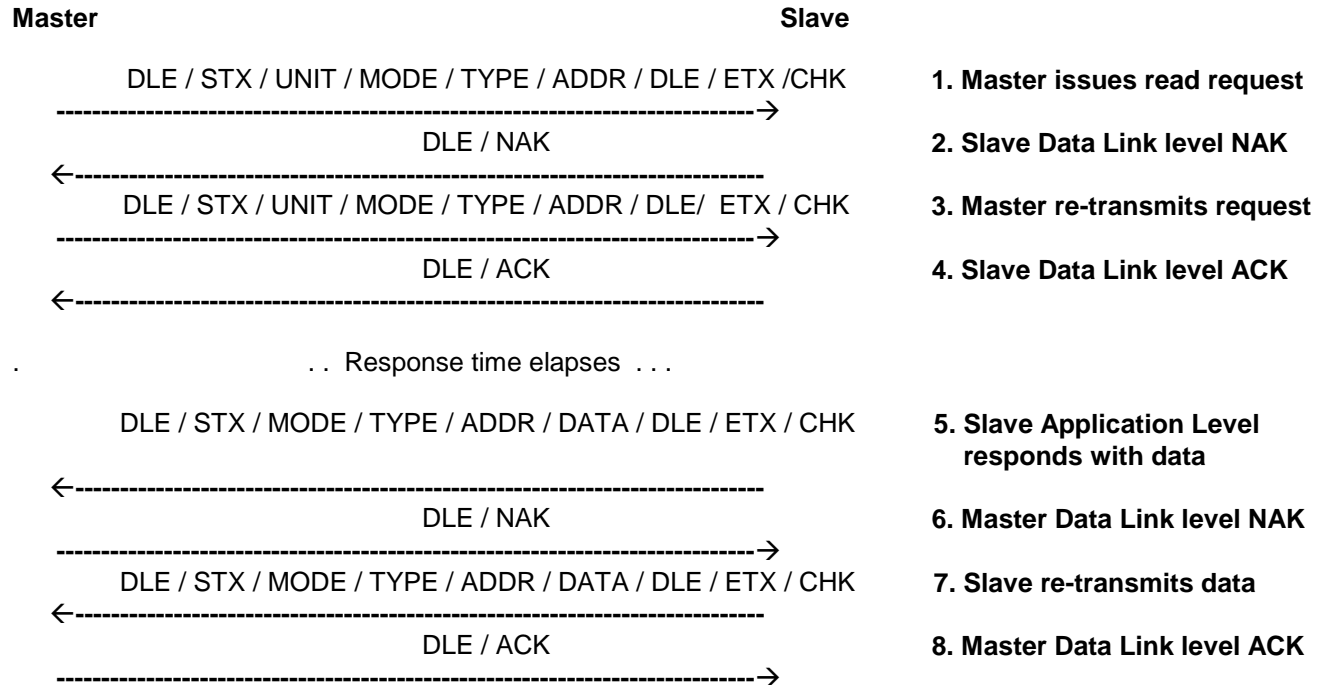 Master Slave
DLE / STX / UNIT / MODE / TYPE / ADDR / DLE / ETX /CHK 1. Master issues read request
------------------------------------------------------------------------------→
DLE / NAK 2. Slave Data Link level NAK
←------------------------------------------------------------------------------
DLE / STX / UNIT / MODE / TYPE / ADDR / DLE/ ETX / CHK 3. Master re-transmits request
------------------------------------------------------------------------------→
DLE / ACK 4. Slave Data Link level ACK
←------------------------------------------------------------------------------
. . . Response time elapses . . .
DLE / STX / MODE / TYPE / ADDR / DATA / DLE / ETX / CHK 5. Slave Application Level
responds with data
←------------------------------------------------------------------------------
DLE / NAK 6. Master Data Link level NAK
------------------------------------------------------------------------------→
DLE / STX / MODE / TYPE / ADDR / DATA / DLE / ETX / CHK 7. Slave re-transmits data
←------------------------------------------------------------------------------
DLE / ACK 8. Master Data Link level ACK
------------------------------------------------------------------------------→